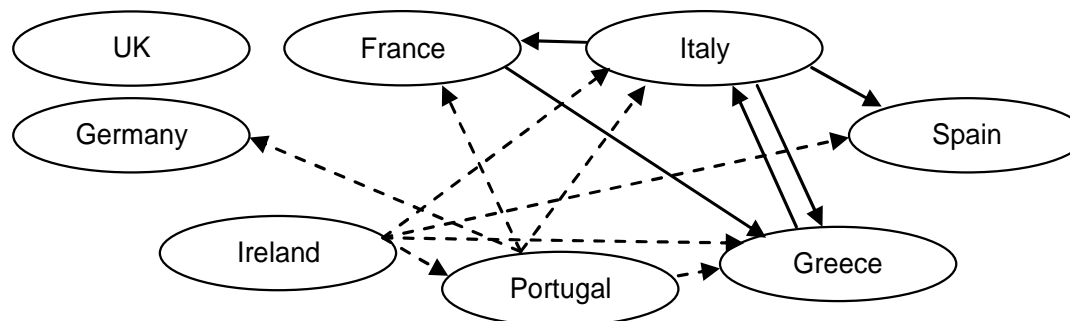 UK
France
Italy
Germany
Spain
Ireland
Portugal
Greece